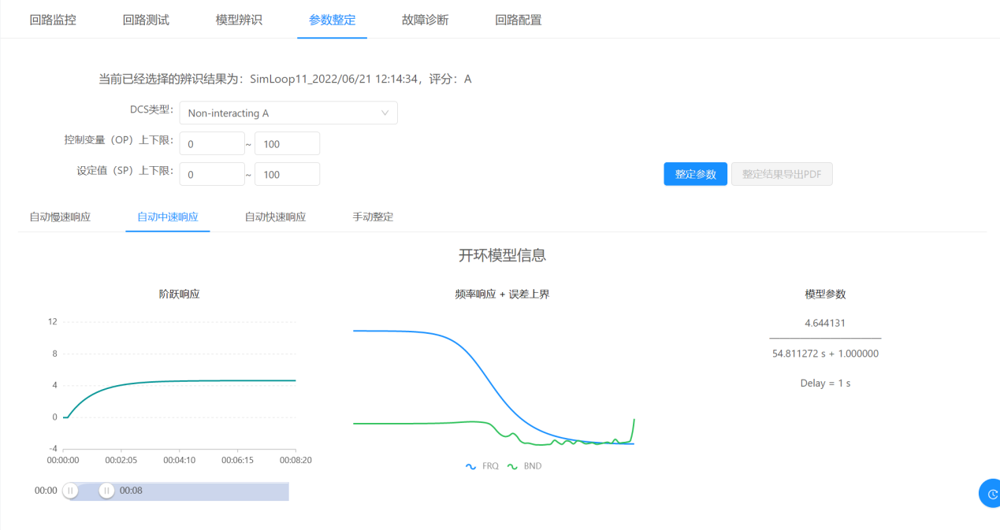 回路监控 回路测试 模型辨识 参数整定 故障诊断 回路配置
当前已经选择的辨识结果为：SimLoop11_2022/06/21 12:14:34，评分：A
DCS类型： Non-interacting A
控制变量（OP）上下限： 0 ~ 100
设定值（SP）上下限： 0 ~ 100
整定参数 整定结果导出PDF
自动慢速响应 自动中速响应 自动快速响应 手动整定
开环模型信息
阶跃响应
12
8
4
0
-4
00:00:00 00:02:05 00:04:10 00:06:15 00:08:20
00:00 00:08
频率响应 + 误差上界
FRQ BND
模型参数
4.644131
54.811272 s + 1.000000
Delay = 1 s